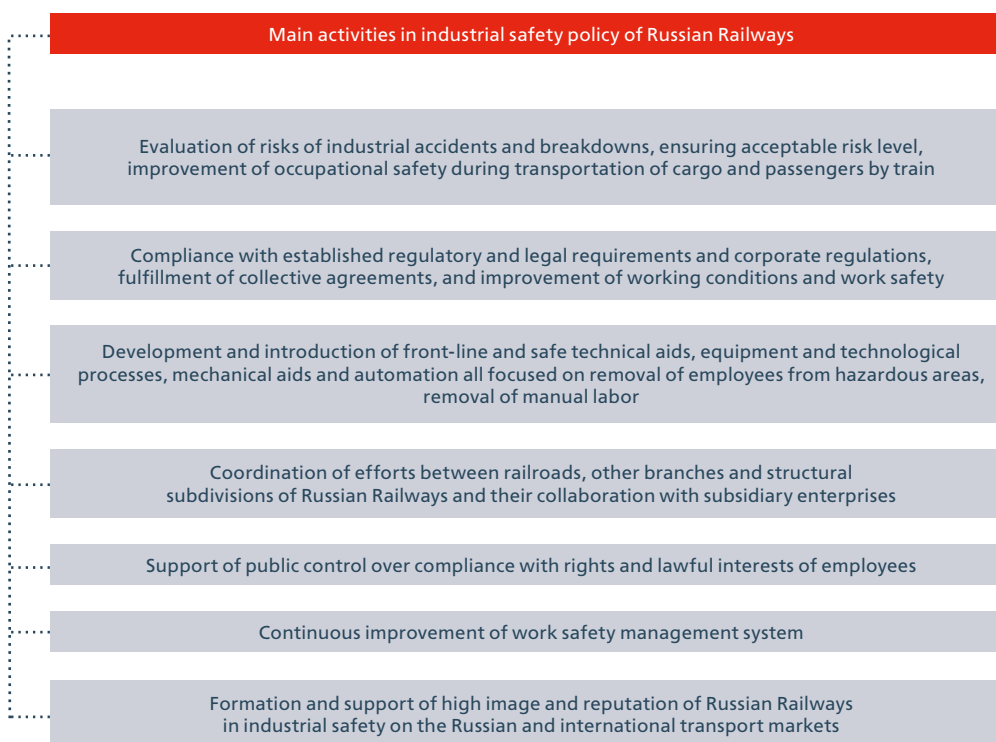 Main activities in industrial safety policy of Russian Railways
Evaluation of risks of industrial accidents and breakdowns, ensuring acceptable risk level,
improvement of occupational safety during transportation of cargo and passengers by train
Compliance with established regulatory and legal requirements and corporate regulations,
fulfillment of collective agreements, and improvement of working conditions and work safety
Development and introduction of front-line and safe technical aids, equipment and technological
processes, mechanical aids and automation all focused on removal of employees from hazardous areas,
removal of manual labor
Coordination of efforts between railroads, other branches and structural
subdivisions of Russian Railways and their collaboration with subsidiary enterprises
Support of public control over compliance with rights and lawful interests of employees
Continuous improvement of work safety management system
Formation and support of high image and reputation of Russian Railways
in industrial safety on the Russian and international transport markets